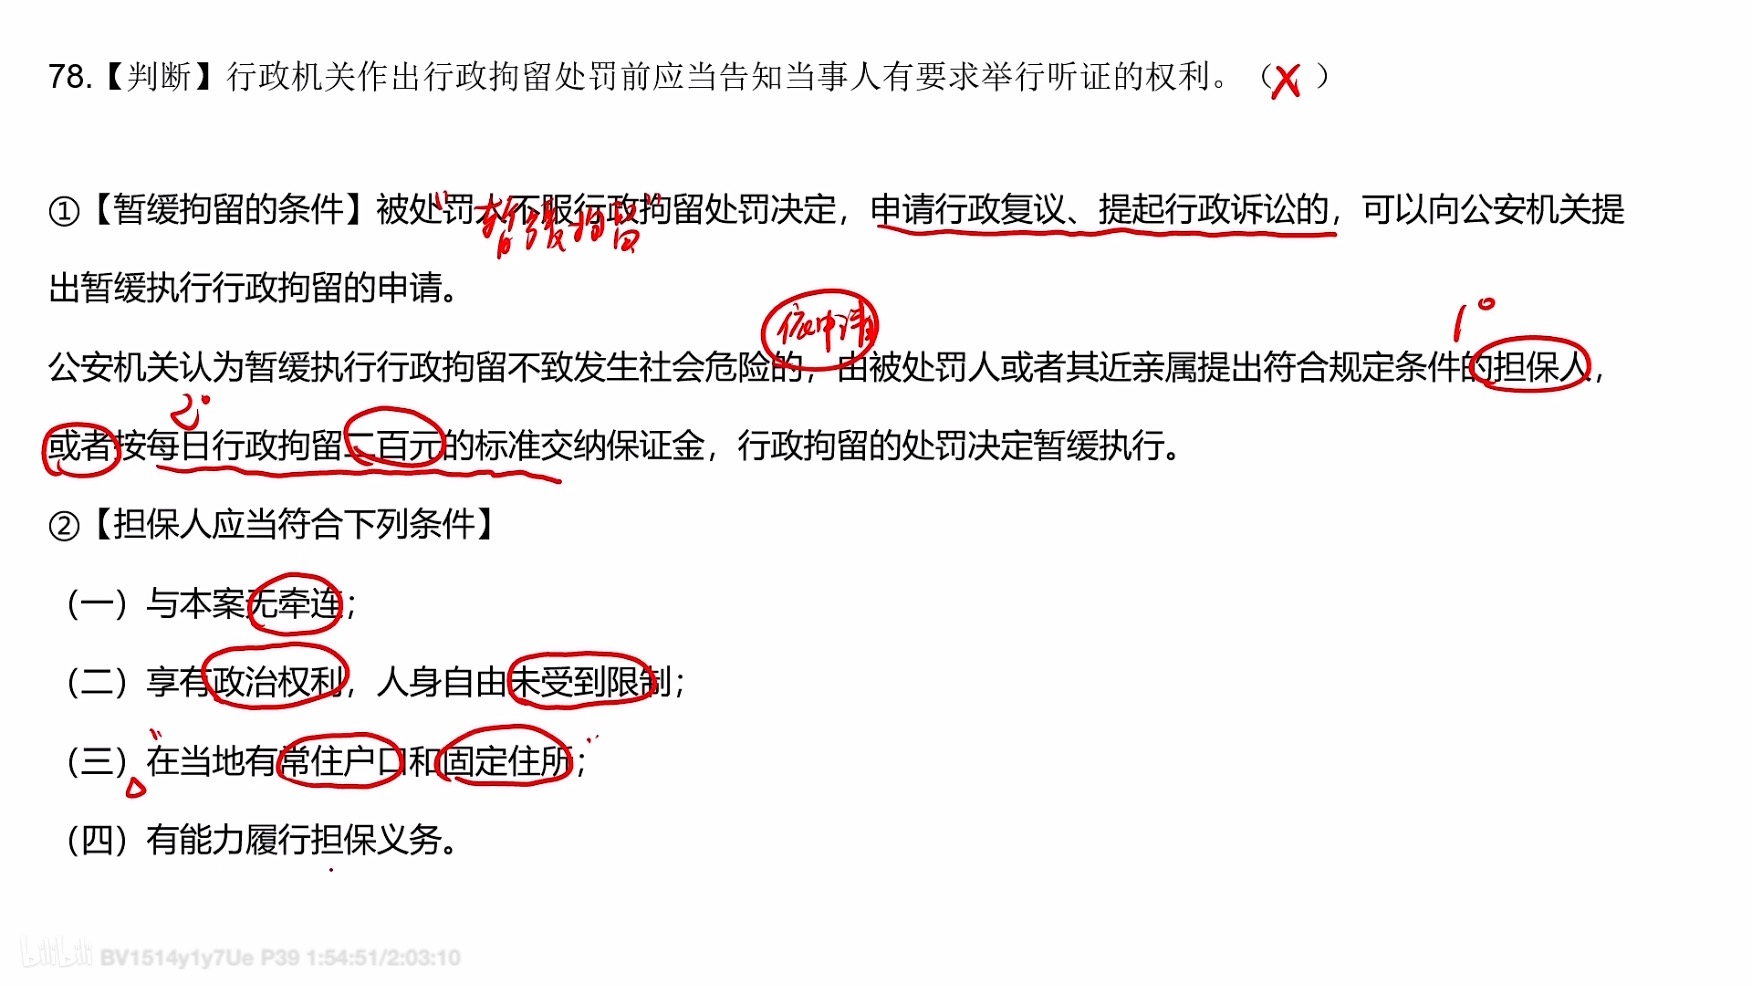 78.【判断】行政机关作出行政拘留处罚前应当告知当事人有要求举行听证的权利。（X）
①【暂缓拘留的条件】被处罚人不服行政拘留处罚决定，申请行政复议、提起行政诉讼的，可以向公安机关提
"暂缓拘留"
出暂缓执行行政拘留的申请。
依申请
1°
公安机关认为暂缓执行行政拘留不致发生社会危险的，由被处罚人或者其近亲属提出符合规定条件的担保人，
2°
或者按每日行政拘留二百元的标准交纳保证金，行政拘留的处罚决定暂缓执行。
②【担保人应当符合下列条件】
（一）与本案无牵连；
（二）享有政治权利，人身自由未受到限制；
（三）在当地有常住户口和固定住所；
（四）有能力履行担保义务。
bilibili BV1514y1y7Ue P39 1:54:51/2:03:10